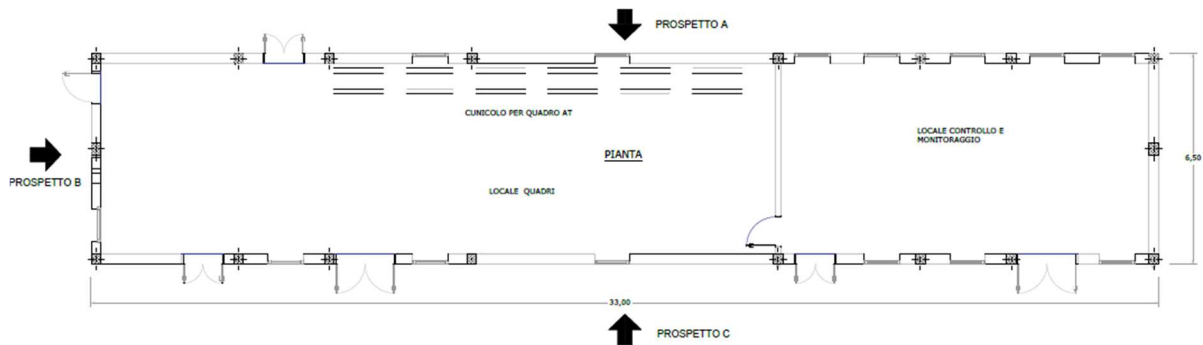 PROSPETTO A
CUNICOLO PER QUADRO AT
LOCALE CONTROLLO E
MONITORAGGIO
PIANTA
6,50
PROSPETTO B
LOCALE QUADRI
33,00
PROSPETTO C